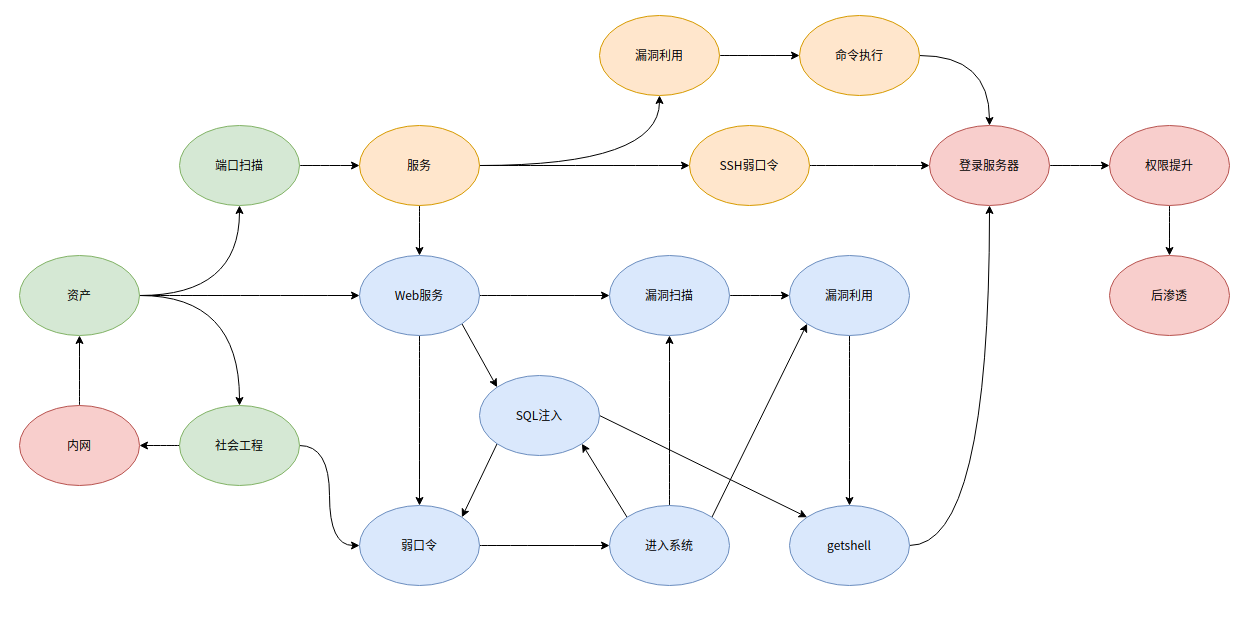 漏洞利用
命令执行
端口扫描
服务
SSH弱口令
登录服务器
权限提升
资产
Web服务
漏洞扫描
漏洞利用
后渗透
SQL注入
内网
社会工程
弱口令
进入系统
getshell